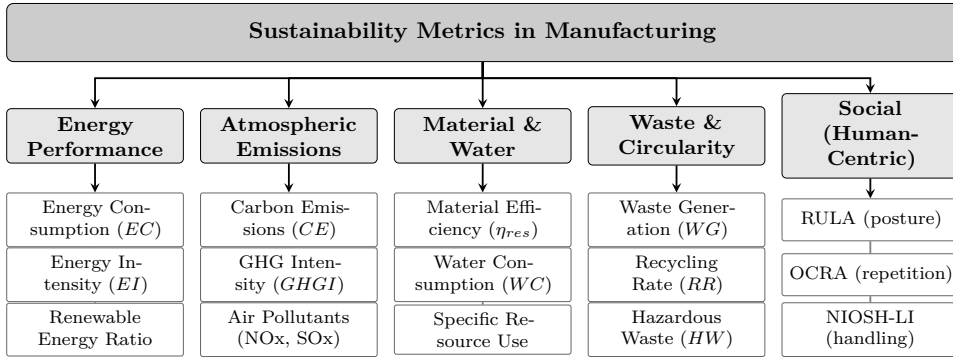 Sustainability Metrics in Manufacturing
Energy
Performance
Energy Con-
sumption (EC)
Energy In-
tensity (EI)
Renewable
Energy Ratio
Atmospheric
Emissions
Carbon Emis-
sions (CE)
GHG Inten-
sity (GHGI)
Air Pollutants
(NOx, SOx)
Material &
Water
Material Effi-
ciency (η_res)
Water Con-
sumption (WC)
Specific Re-
source Use
Waste &
Circularity
Waste Gener-
ation (WG)
Recycling
Rate (RR)
Hazardous
Waste (HW)
Social
(Human-
Centric)
RULA (posture)
OCRA (repetition)
NIOSH-LI
(handling)